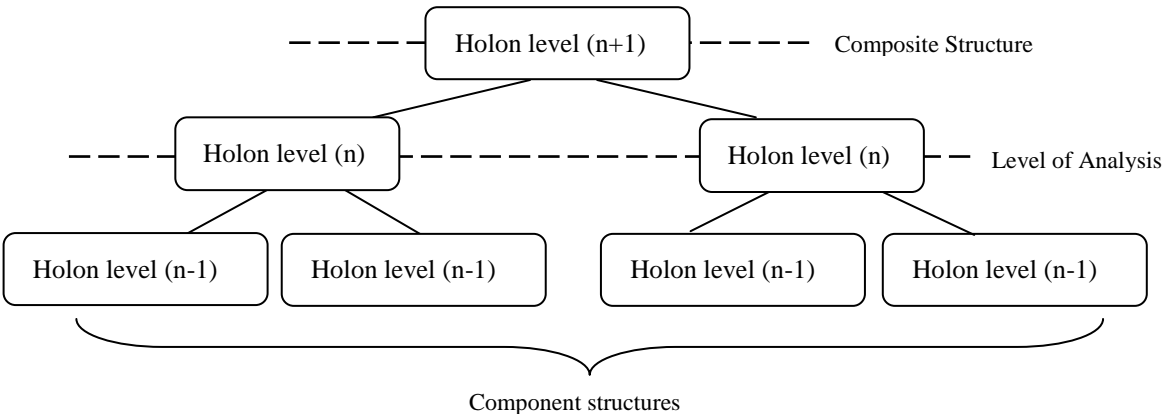 Holon level (n+1)
Composite Structure
Holon level (n)
Holon level (n)
Level of Analysis
Holon level (n-1)
Holon level (n-1)
Holon level (n-1)
Holon level (n-1)
Component structures